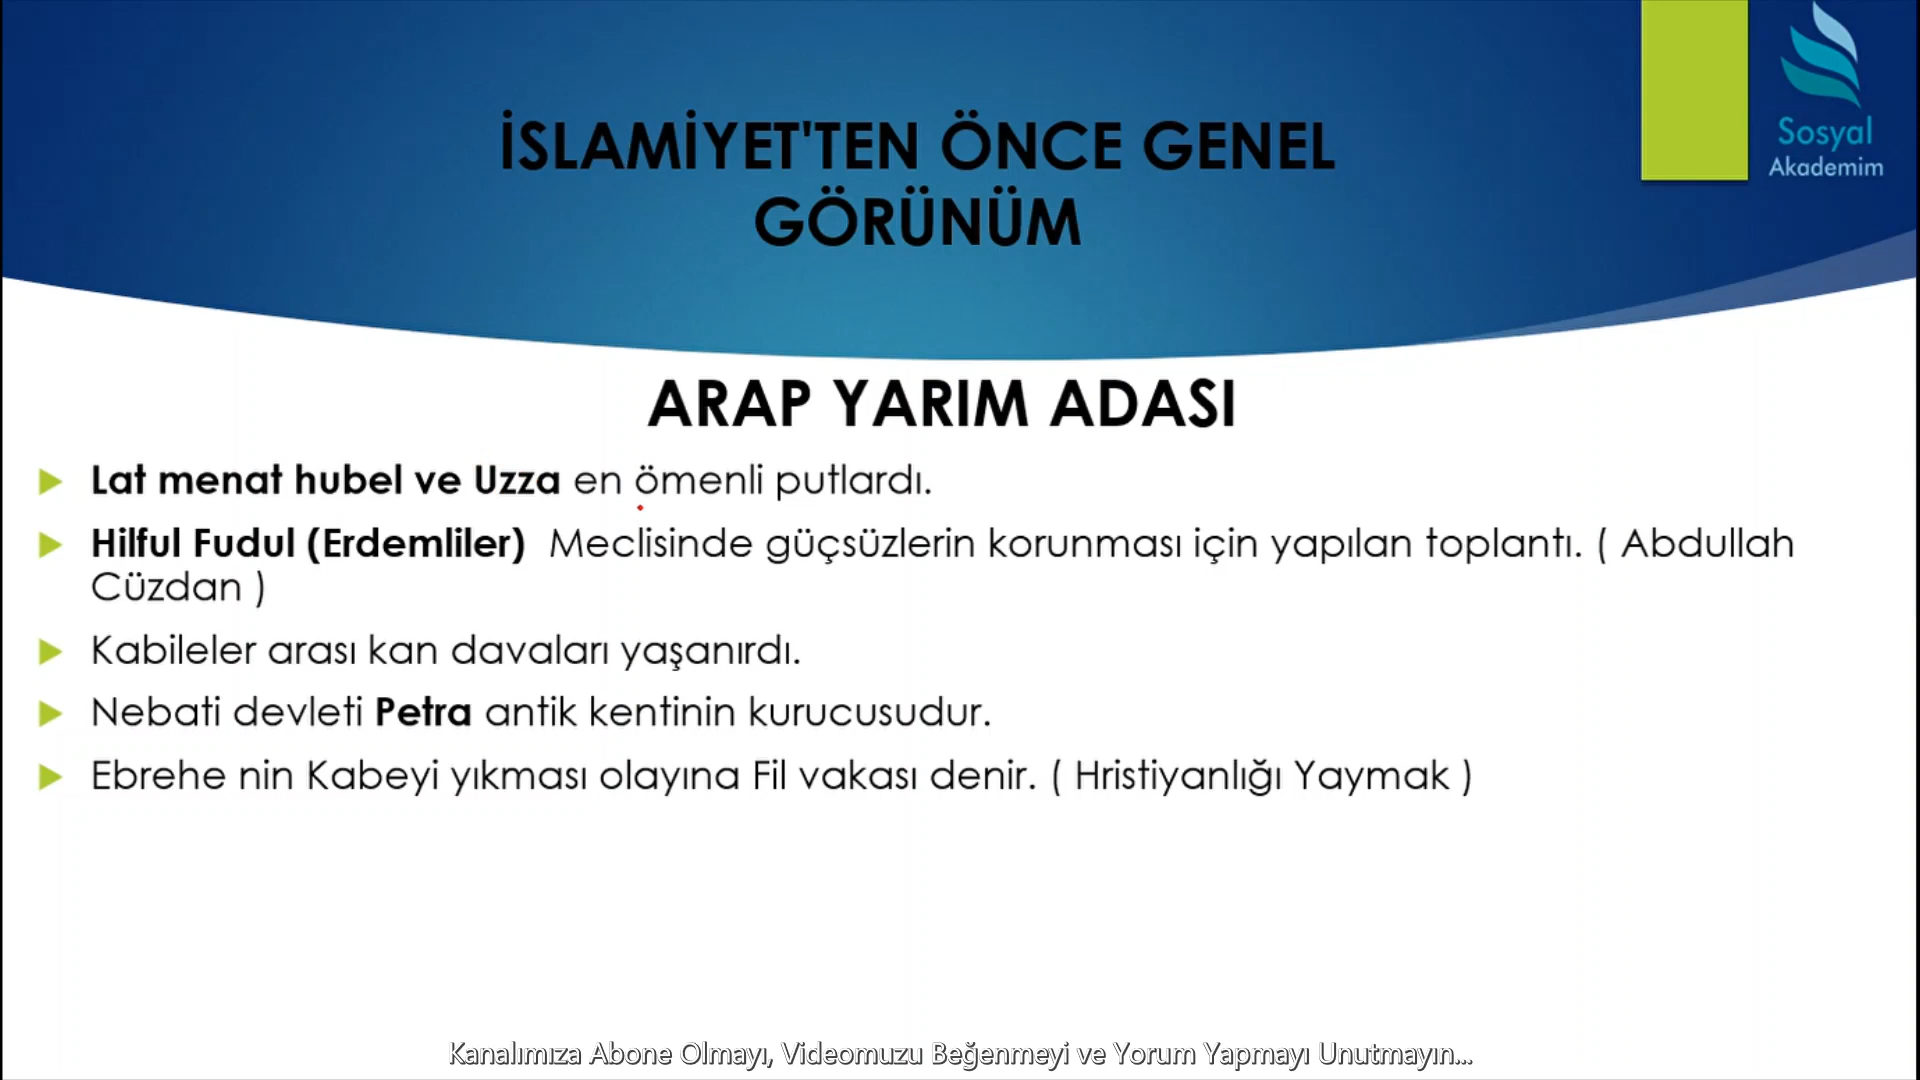 İSLAMİYET'TEN ÖNCE GENEL
GÖRÜNÜM
Sosyal
Akademim
ARAP YARIM ADASI
Lat menat hubel ve Uzza en ömenli putlardı.
Hilful Fudul (Erdemliler) Meclisinde güçsüzlerin korunması için yapılan toplantı. ( Abdullah
Cüzdan )
Kabileler arası kan davaları yaşanırdı.
Nebati devleti Petra antik kentinin kurucusudur.
Ebrehe nin Kabeyi yıkması olayına Fil vakası denir. ( Hristiyanlığı Yaymak )
Kanalımıza Abone Olmayı, Videomuzu Beğenmeyi ve Yorum Yapmayı Unutmayın...